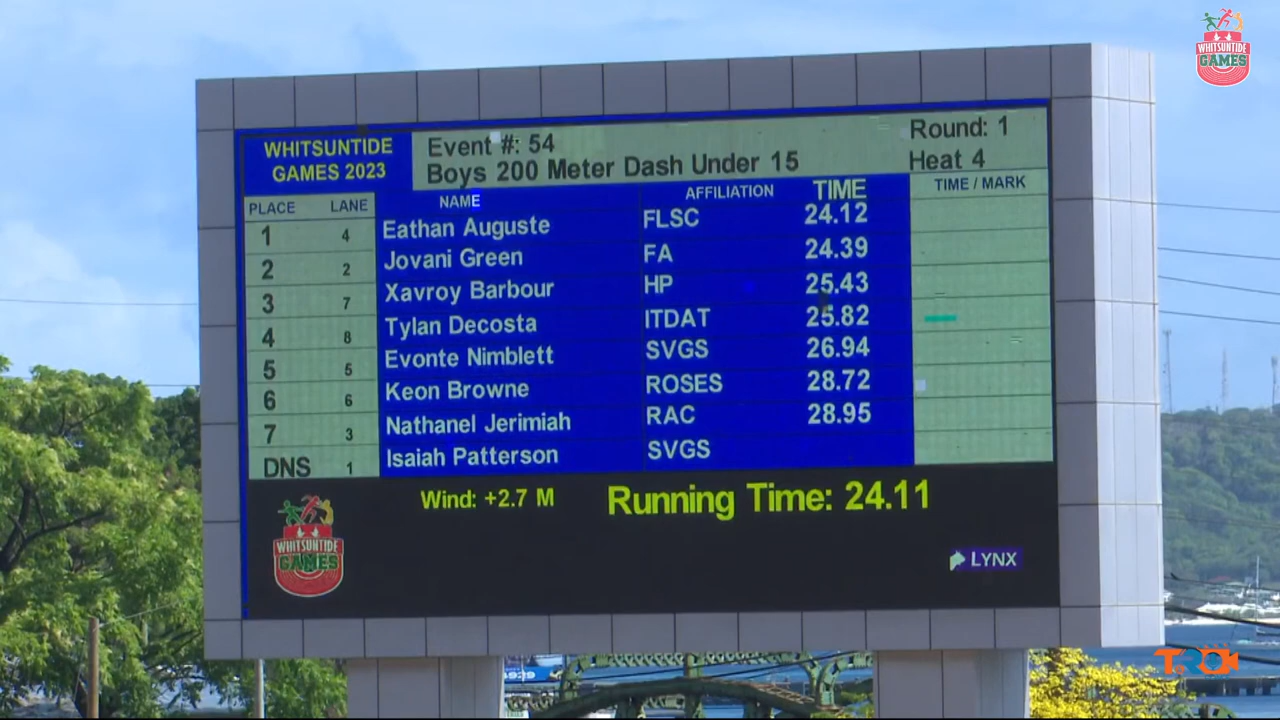 WHITSUNTIDE GAMES
WHITSUNTIDE GAMES 2023
Event #: 54
Round: 1
Boys 200 Meter Dash Under 15
Heat 4
PLACE LANE NAME AFFILIATION TIME TIME / MARK
1 4 Eathan Auguste FLSC 24.12
2 2 Jovani Green FA 24.39
3 7 Xavroy Barbour HP 25.43
4 8 Tylan Decosta ITDAT 25.82
5 5 Evonte Nimblett SVGS 26.94
6 6 Keon Browne ROSES 28.72
7 3 Nathanel Jerimiah RAC 28.95
DNS 1 Isaiah Patterson SVGS
Wind: +2.7 M Running Time: 24.11
WHITSUNTIDE GAMES
LYNX